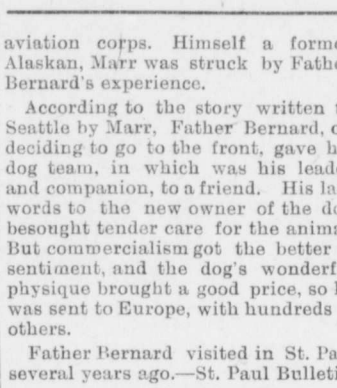 aviation corps. Himself a forme
Alaskan, Marr was struck by Fathe
Bernard's experience.
According to the story written t
Seattle by Marr, Father Bernard, o
deciding to go to the front, gave h
dog team, in which was his leade
and companion, to a friend. His la
words to the new owner of the do
besought tender care for the anima
But commercialism got the better
sentiment, and the dog's wonderf
physique brought a good price, so h
was sent to Europe, with hundreds
others.
Father Bernard visited in St. Pa
several years ago.—St. Paul Bulleti